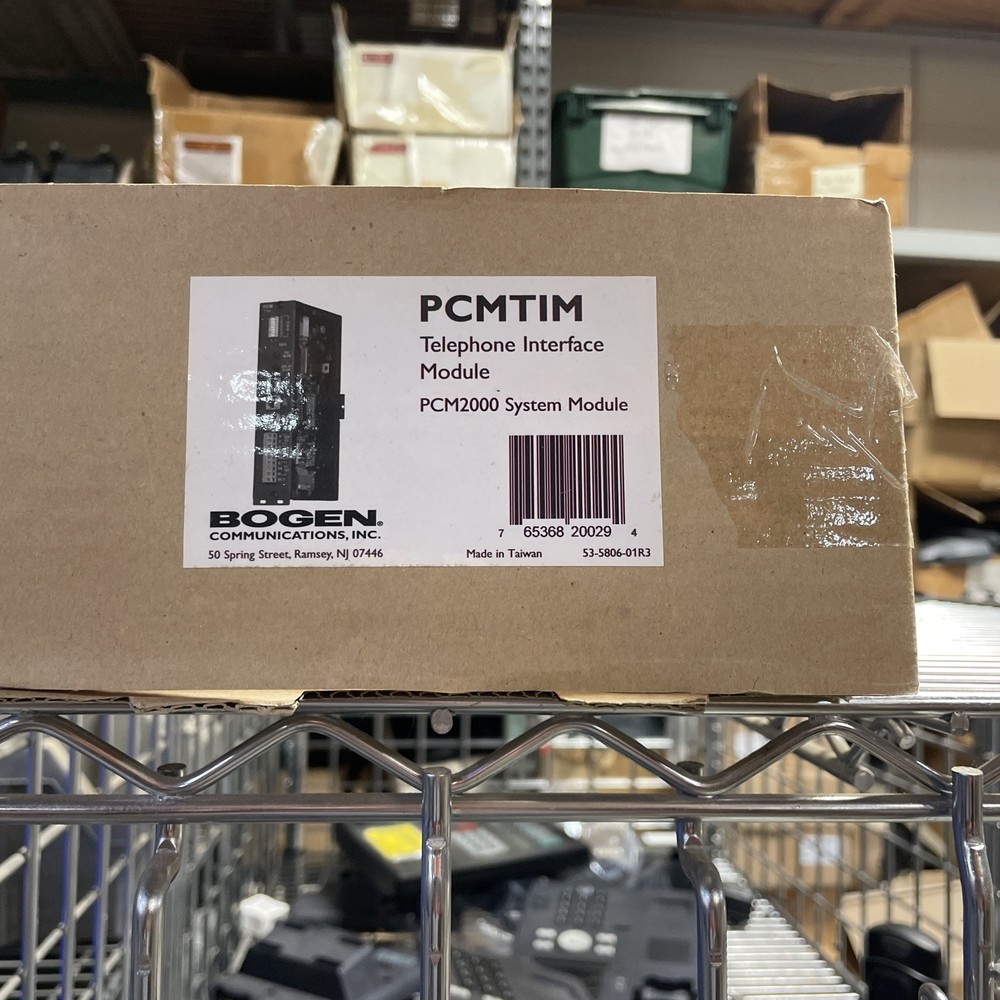 PCMTIM
Telephone Interface
Module
PCM2000 System Module
BOGEN®
COMMUNICATIONS, INC.
50 Spring Street, Ramsey, NJ 07446
7 65368 20029 4
Made in Taiwan
53-5806-01R3